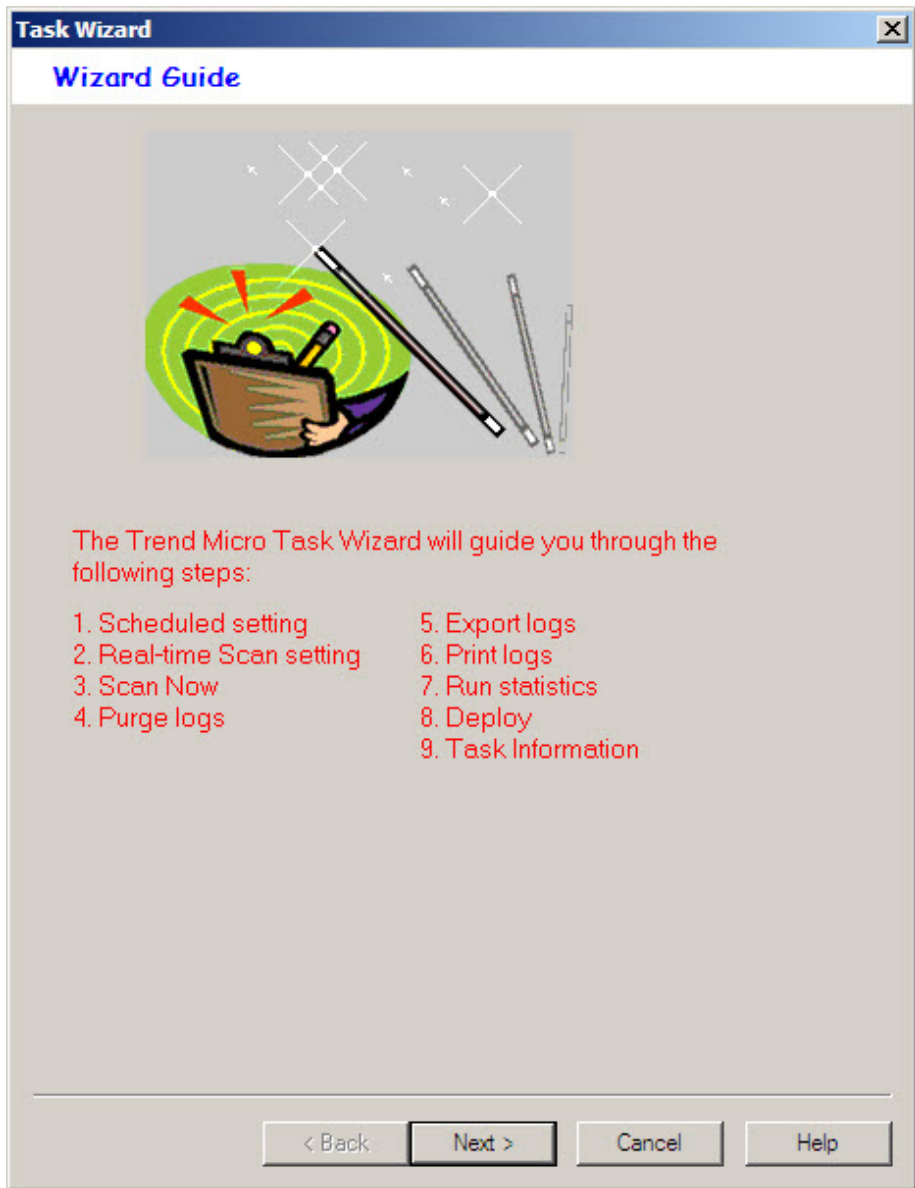 Task Wizard
Wizard Guide
The Trend Micro Task Wizard will guide you through the
following steps:
1. Scheduled setting
2. Real-time Scan setting
3. Scan Now
4. Purge logs
5. Export logs
6. Print logs
7. Run statistics
8. Deploy
9. Task Information
< Back
Next >
Cancel
Help